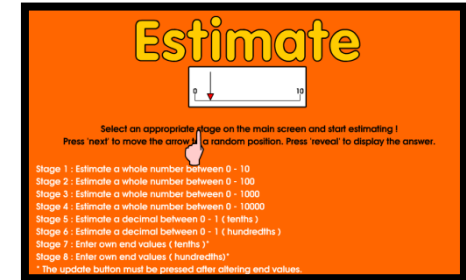 Estimate
0 10
Select an appropriate stage on the main screen and start estimating !
Press 'next' to move the arrow to a random position. Press 'reveal' to display the answer.
Stage 1 : Estimate a whole number between 0 - 10
Stage 2 : Estimate a whole number between 0 - 100
Stage 3 : Estimate a whole number between 0 - 1000
Stage 4 : Estimate a whole number between 0 - 10000
Stage 5 : Estimate a decimal between 0 - 1 ( tenths )
Stage 6 : Estimate a decimal between 0 - 1 ( hundredths )
Stage 7 : Enter own end values ( tenths )*
Stage 8 : Enter own end values ( hundredths)*
* The update button must be pressed after altering end values.